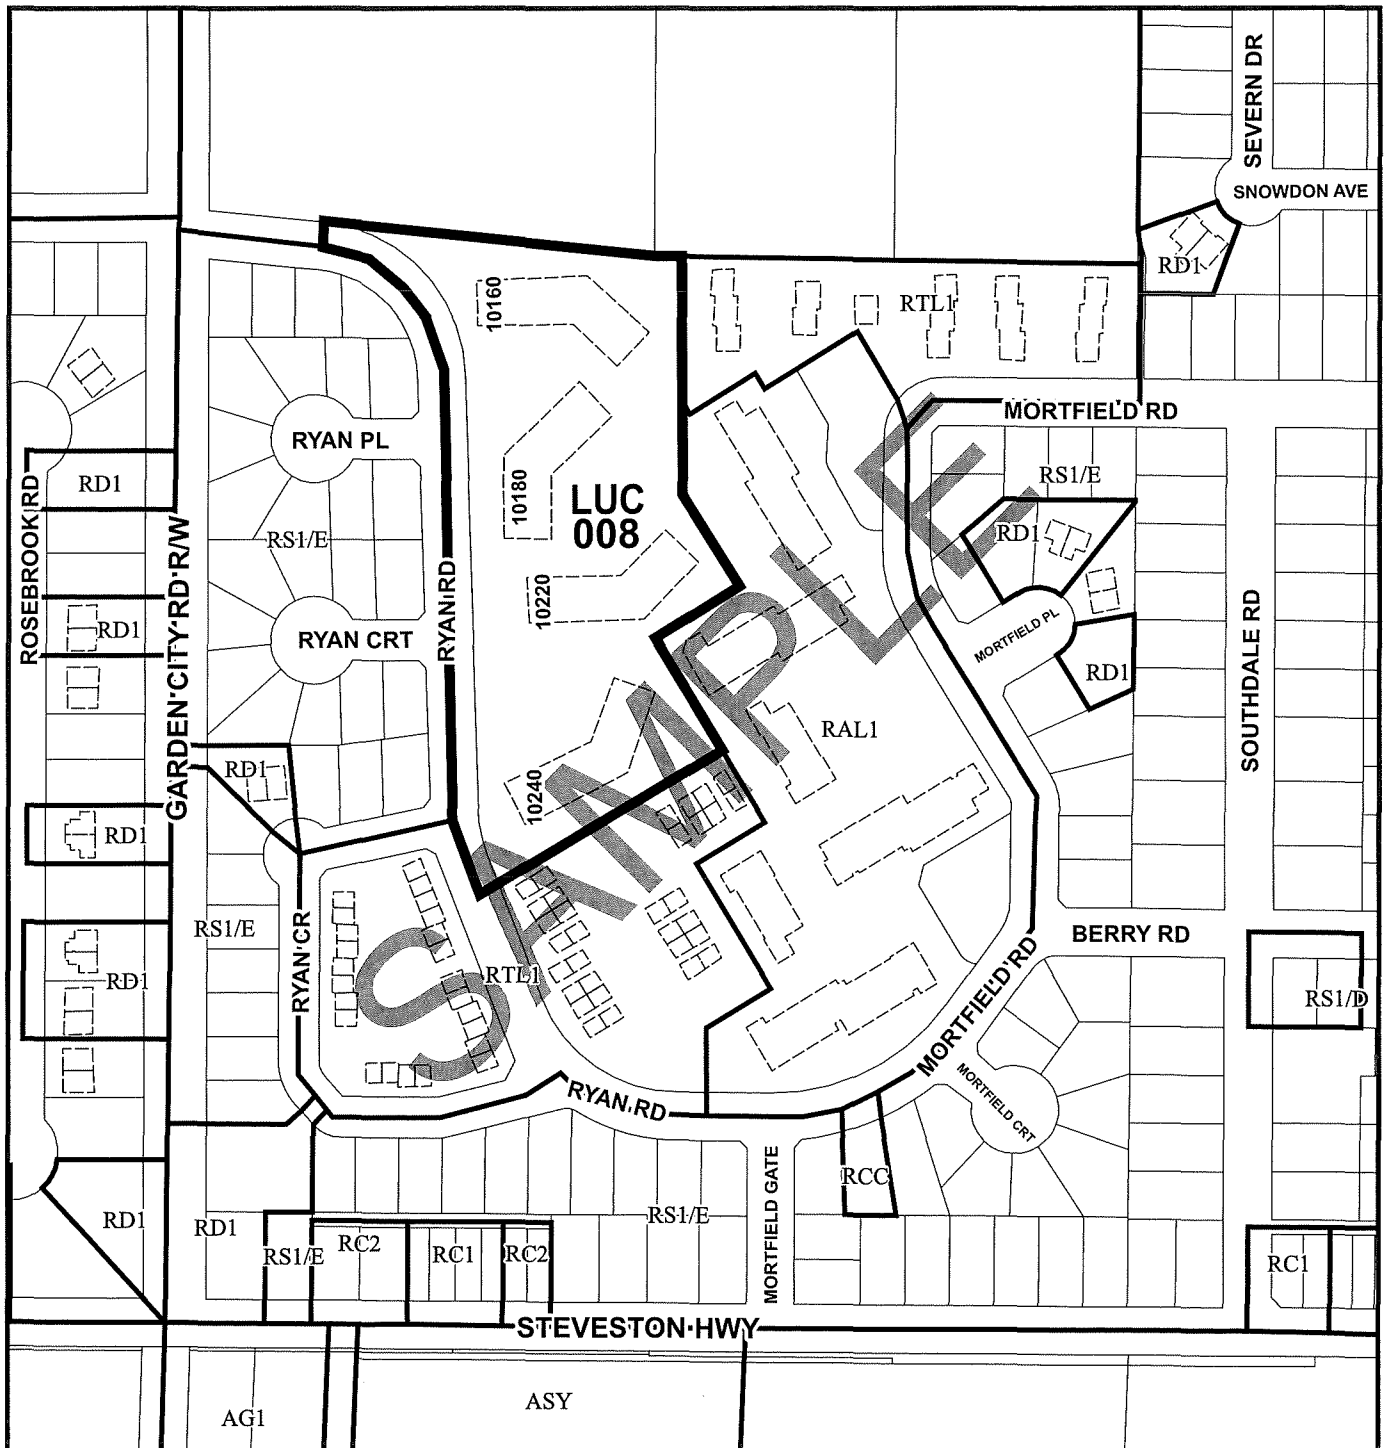 SEVERN DR
SNOWDON AVE
RD1
10160
RTL1
MORTFIELD RD
RYAN PL
RS1/E
ROSEBROOK RD
RD1
GARDEN CITY RD R/W
RS1/E
10180
LUC
008
RD1
RYAN RD
10220
RYAN CRT
RD1
MORTFIELD PL
RD1
SOUTHDALE RD
RAL1
RD1
10240
RD1
SAMPLE
RS1/E
RYAN CR
BERRY RD
RD1
RTL1
MORTFIELD RD
RS1/D
RYAN RD
MORTFIELD CRT
MORTFIELD GATE
RCC
RD1
RD1
RS1/E
RS1/E
RC2
RC1
RC2
RC1
STEVESTON HWY
AG1
ASY